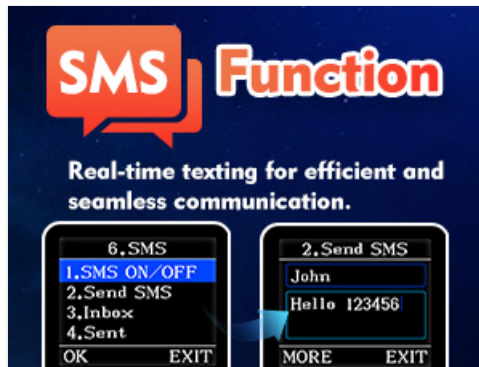 SMS Function
Real-time texting for efficient and
seamless communication.
6.SMS
1.SMS ON/OFF
2.Send SMS
3.Inbox
4.Sent
OK EXIT
2.Send SMS
John
Hello 123456
MORE EXIT